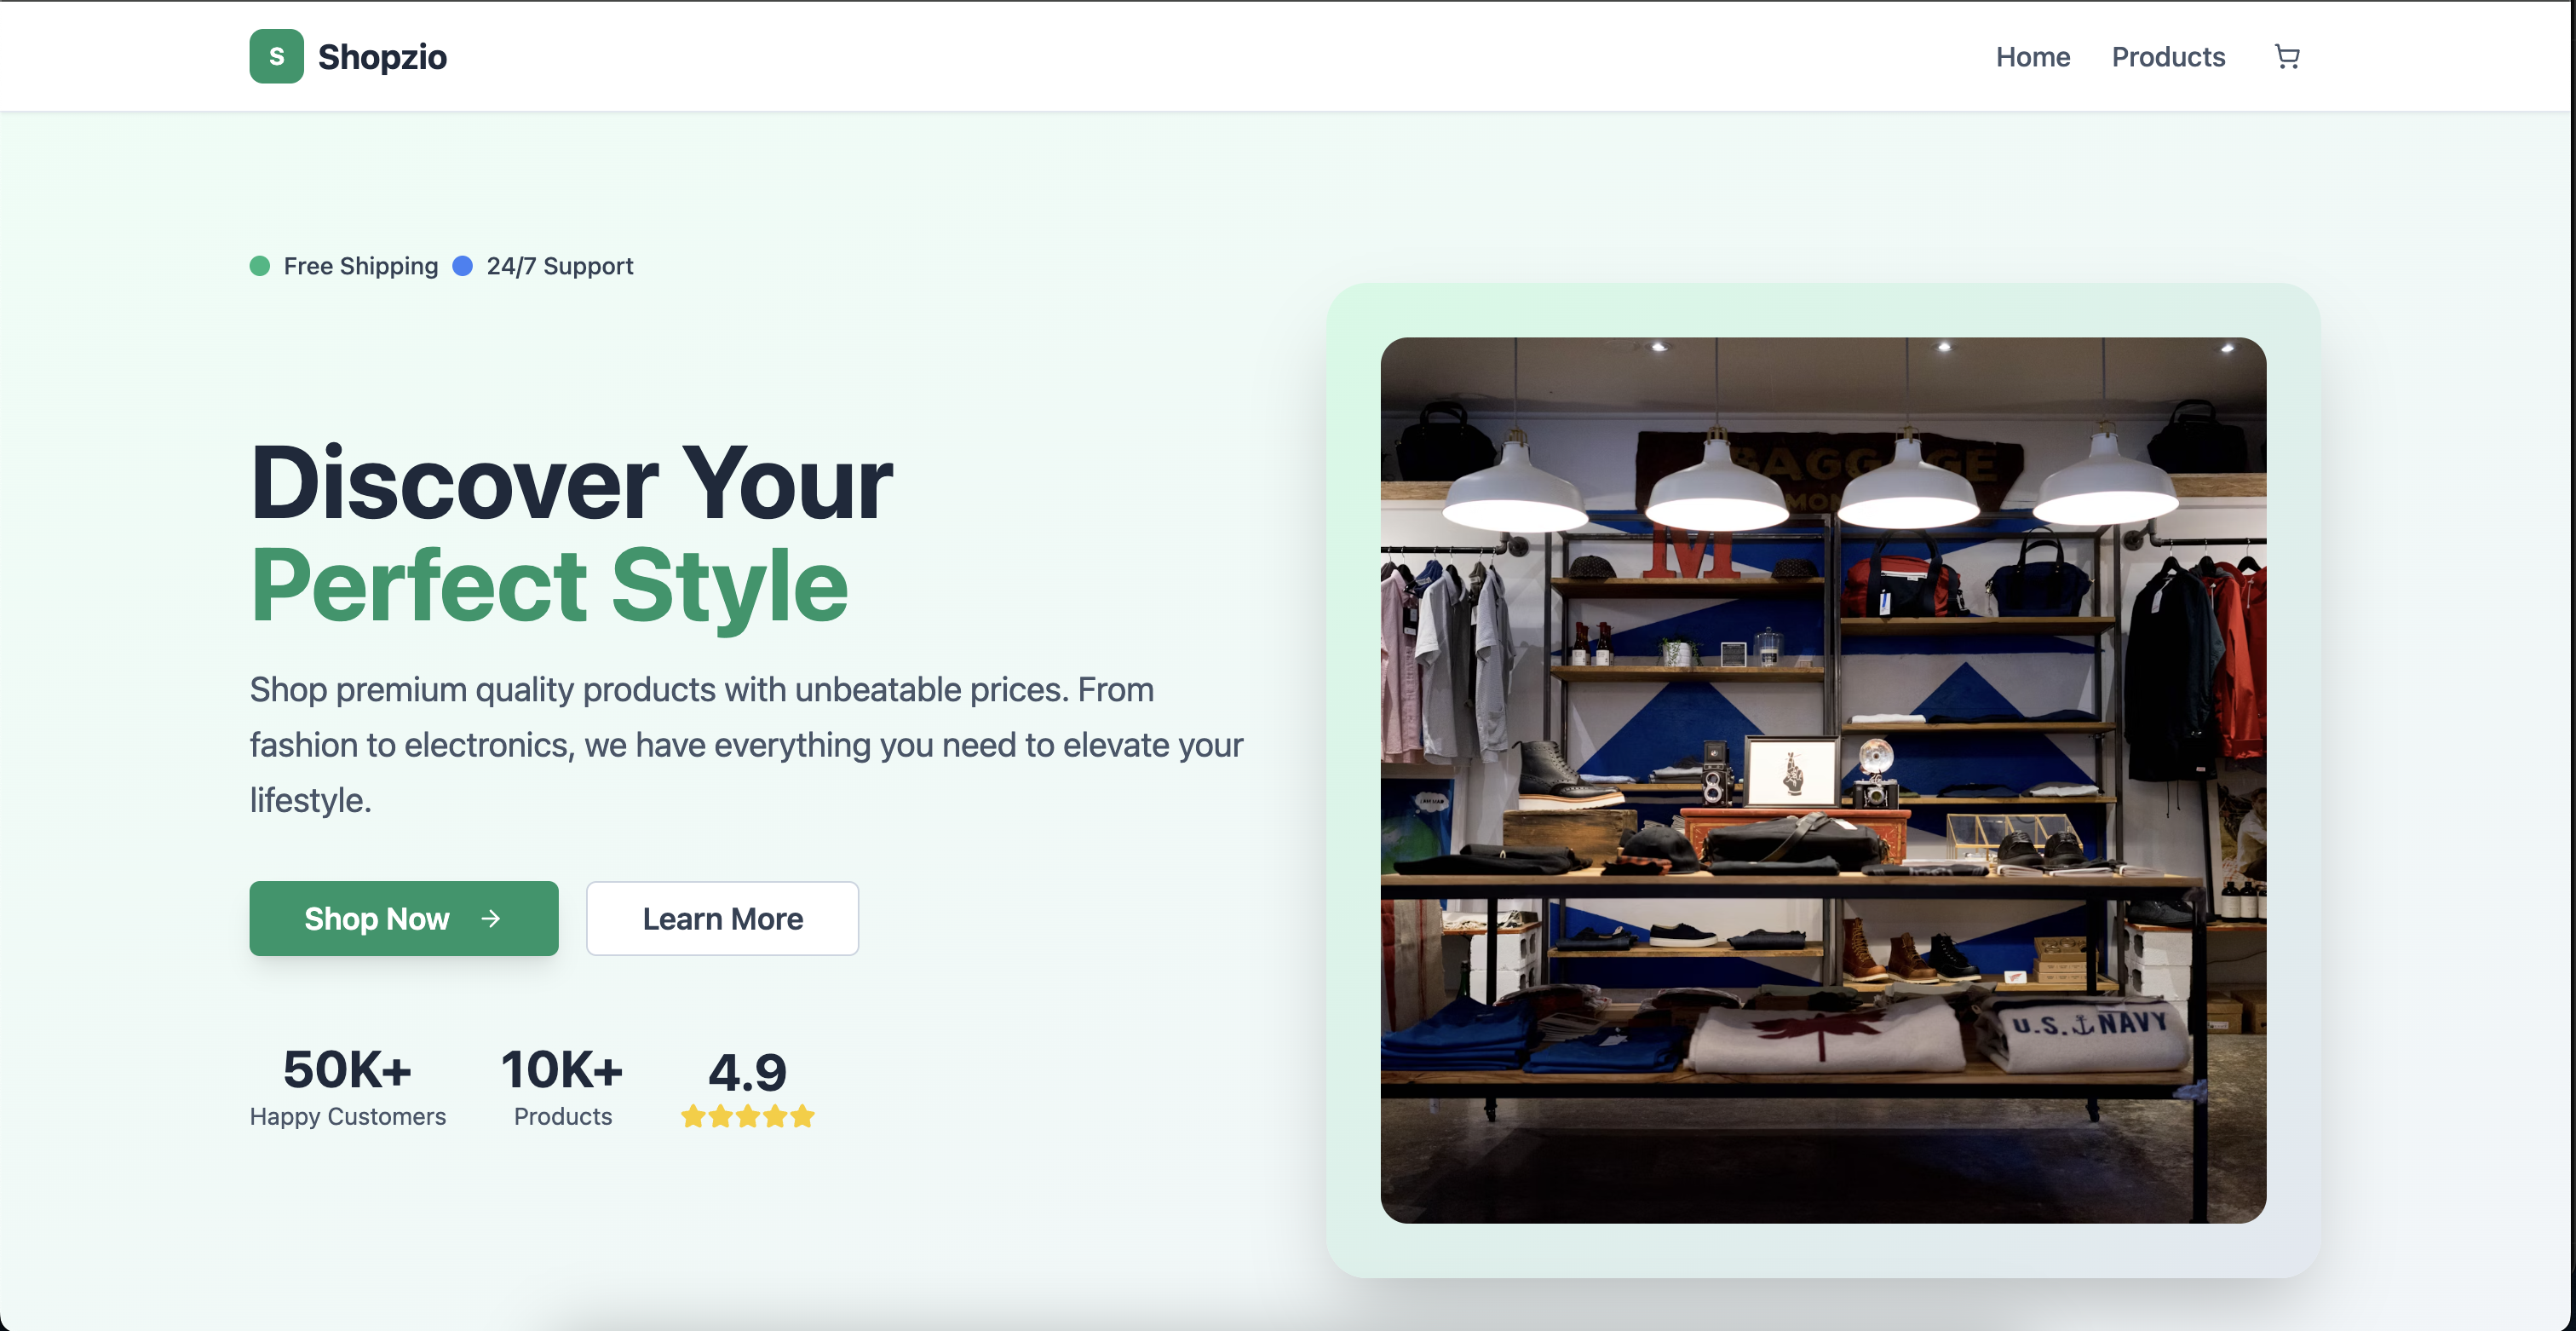 S Shopzio
Home Products
Free Shipping 24/7 Support
Discover Your
Perfect Style
Shop premium quality products with unbeatable prices. From
fashion to electronics, we have everything you need to elevate your
lifestyle.
Shop Now → Learn More
50K+ 10K+ 4.9
Happy Customers Products
M
U.S. NAVY